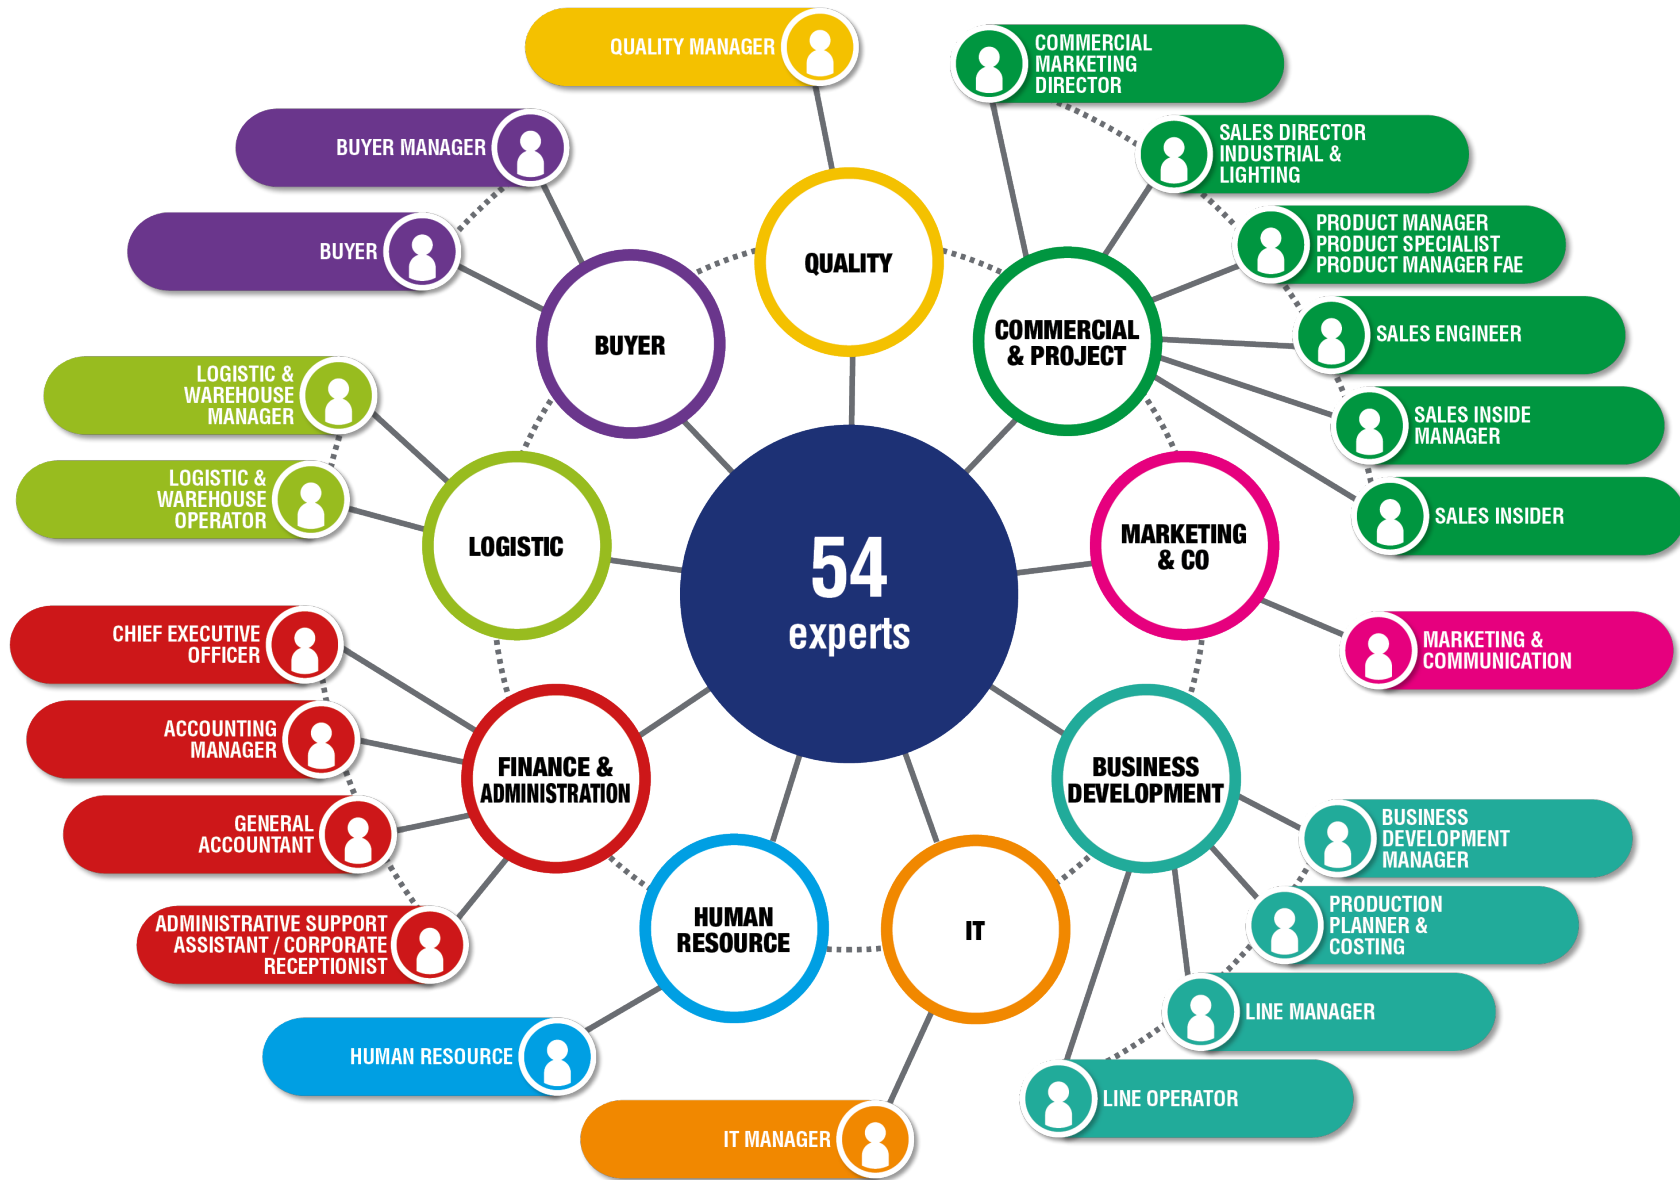 QUALITY MANAGER
COMMERCIAL
MARKETING
DIRECTOR
BUYER MANAGER
SALES DIRECTOR
INDUSTRIAL &
LIGHTING
BUYER
PRODUCT MANAGER
PRODUCT SPECIALIST
PRODUCT MANAGER FAE
QUALITY
BUYER
COMMERCIAL
& PROJECT
SALES ENGINEER
LOGISTIC &
WAREHOUSE
MANAGER
SALES INSIDE
MANAGER
LOGISTIC &
WAREHOUSE
OPERATOR
SALES INSIDER
LOGISTIC
MARKETING
& CO
54
experts
CHIEF EXECUTIVE
OFFICER
MARKETING &
COMMUNICATION
ACCOUNTING
MANAGER
FINANCE &
ADMINISTRATION
BUSINESS
DEVELOPMENT
GENERAL
ACCOUNTANT
BUSINESS
DEVELOPMENT
MANAGER
ADMINISTRATIVE SUPPORT
ASSISTANT / CORPORATE
RECEPTIONIST
HUMAN
RESOURCE
IT
PRODUCTION
PLANNER &
COSTING
LINE MANAGER
HUMAN RESOURCE
LINE OPERATOR
IT MANAGER